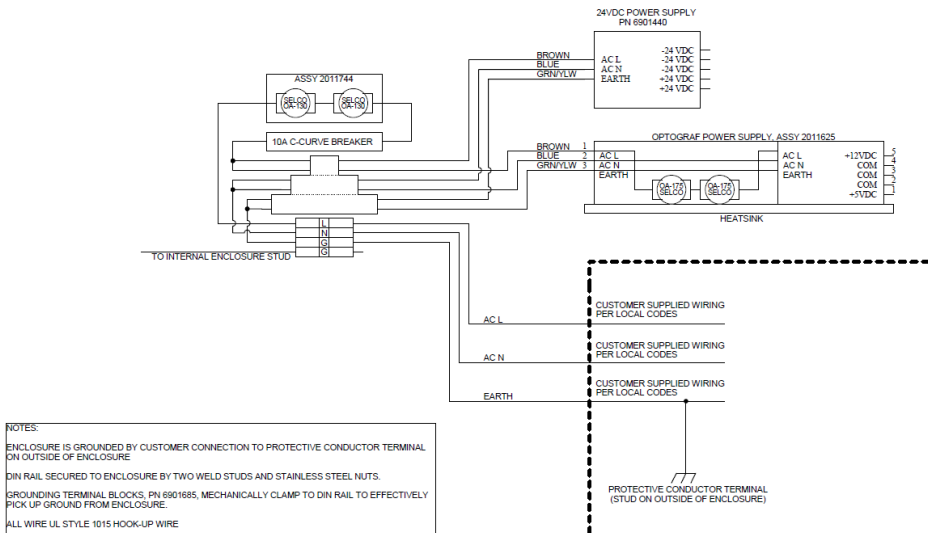 24VDC POWER SUPPLY
PN 6901440
BROWN
BLUE
GRN/YLW
AC L
AC N
EARTH
-24 VDC
-24 VDC
-24 VDC
+24 VDC
+24 VDC
ASSY 2011744
SELCO
OA-130
SELCO
OA-130
10A C-CURVE BREAKER
OPTOGRAF POWER SUPPLY, ASSY 2011625
BROWN 1
BLUE 2
GRN/YLW 3
AC L
AC N
EARTH
OA-175
SELCO
OA-175
SELCO
AC L
AC N
EARTH
+12VDC 5
COM 4
COM 3
COM 2
+5VDC 1
HEATSINK
L
N
G
G
TO INTERNAL ENCLOSURE STUD
AC L
AC N
EARTH
CUSTOMER SUPPLIED WIRING
PER LOCAL CODES
CUSTOMER SUPPLIED WIRING
PER LOCAL CODES
CUSTOMER SUPPLIED WIRING
PER LOCAL CODES
PROTECTIVE CONDUCTOR TERMINAL
(STUD ON OUTSIDE OF ENCLOSURE)
NOTES:
ENCLOSURE IS GROUNDED BY CUSTOMER CONNECTION TO PROTECTIVE CONDUCTOR TERMINAL
ON OUTSIDE OF ENCLOSURE
DIN RAIL SECURED TO ENCLOSURE BY TWO WELD STUDS AND STAINLESS STEEL NUTS.
GROUNDING TERMINAL BLOCKS, PN 6901685, MECHANICALLY CLAMP TO DIN RAIL TO EFFECTIVELY
PICK UP GROUND FROM ENCLOSURE.
ALL WIRE UL STYLE 1015 HOOK-UP WIRE